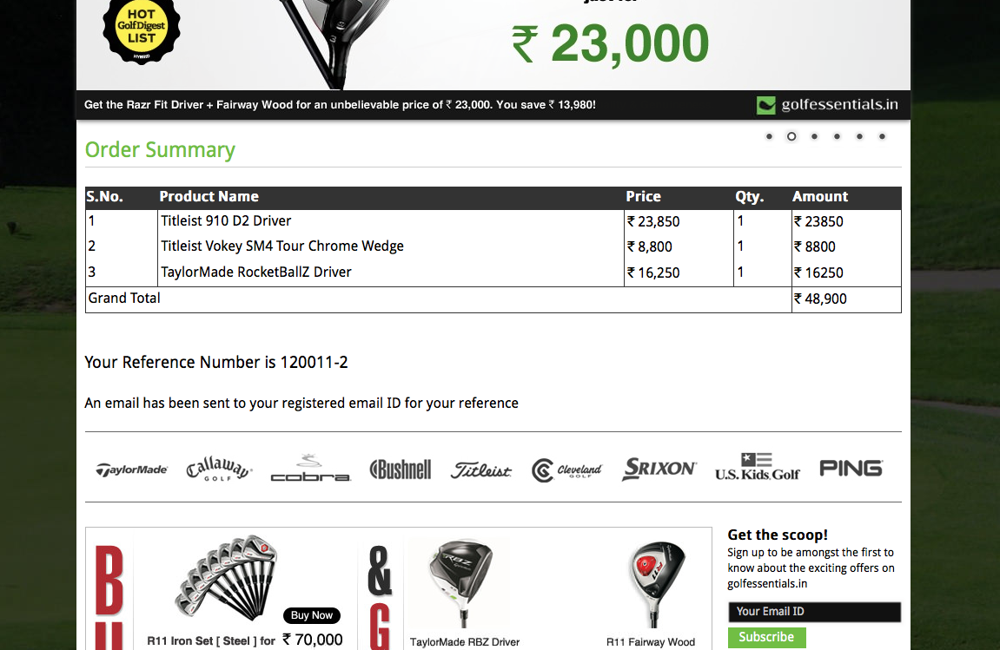 HOT
GolfDigest
LIST
HYBRID
just for
₹ 23,000
Get the Razr Fit Driver + Fairway Wood for an unbelievable price of ₹ 23,000. You save ₹ 13,980!
golfessentials.in
Order Summary
S.No. Product Name Price Qty. Amount
1 Titleist 910 D2 Driver ₹ 23,850 1 ₹ 23850
2 Titleist Vokey SM4 Tour Chrome Wedge ₹ 8,800 1 ₹ 8800
3 TaylorMade RocketBallZ Driver ₹ 16,250 1 ₹ 16250
Grand Total ₹ 48,900
Your Reference Number is 120011-2
An email has been sent to your registered email ID for your reference
TaylorMade Callaway GOLF cobra Bushnell Titleist Cleveland GOLF SRIXON U.S. Kids Golf PING
BU
R11 Iron Set [ Steel ] for ₹ 70,000
Buy Now
& G
RBZ
TaylorMade RBZ Driver
R11
R11 Fairway Wood
Get the scoop!
Sign up to be amongst the first to
know about the exciting offers on
golfessentials.in
Your Email ID
Subscribe